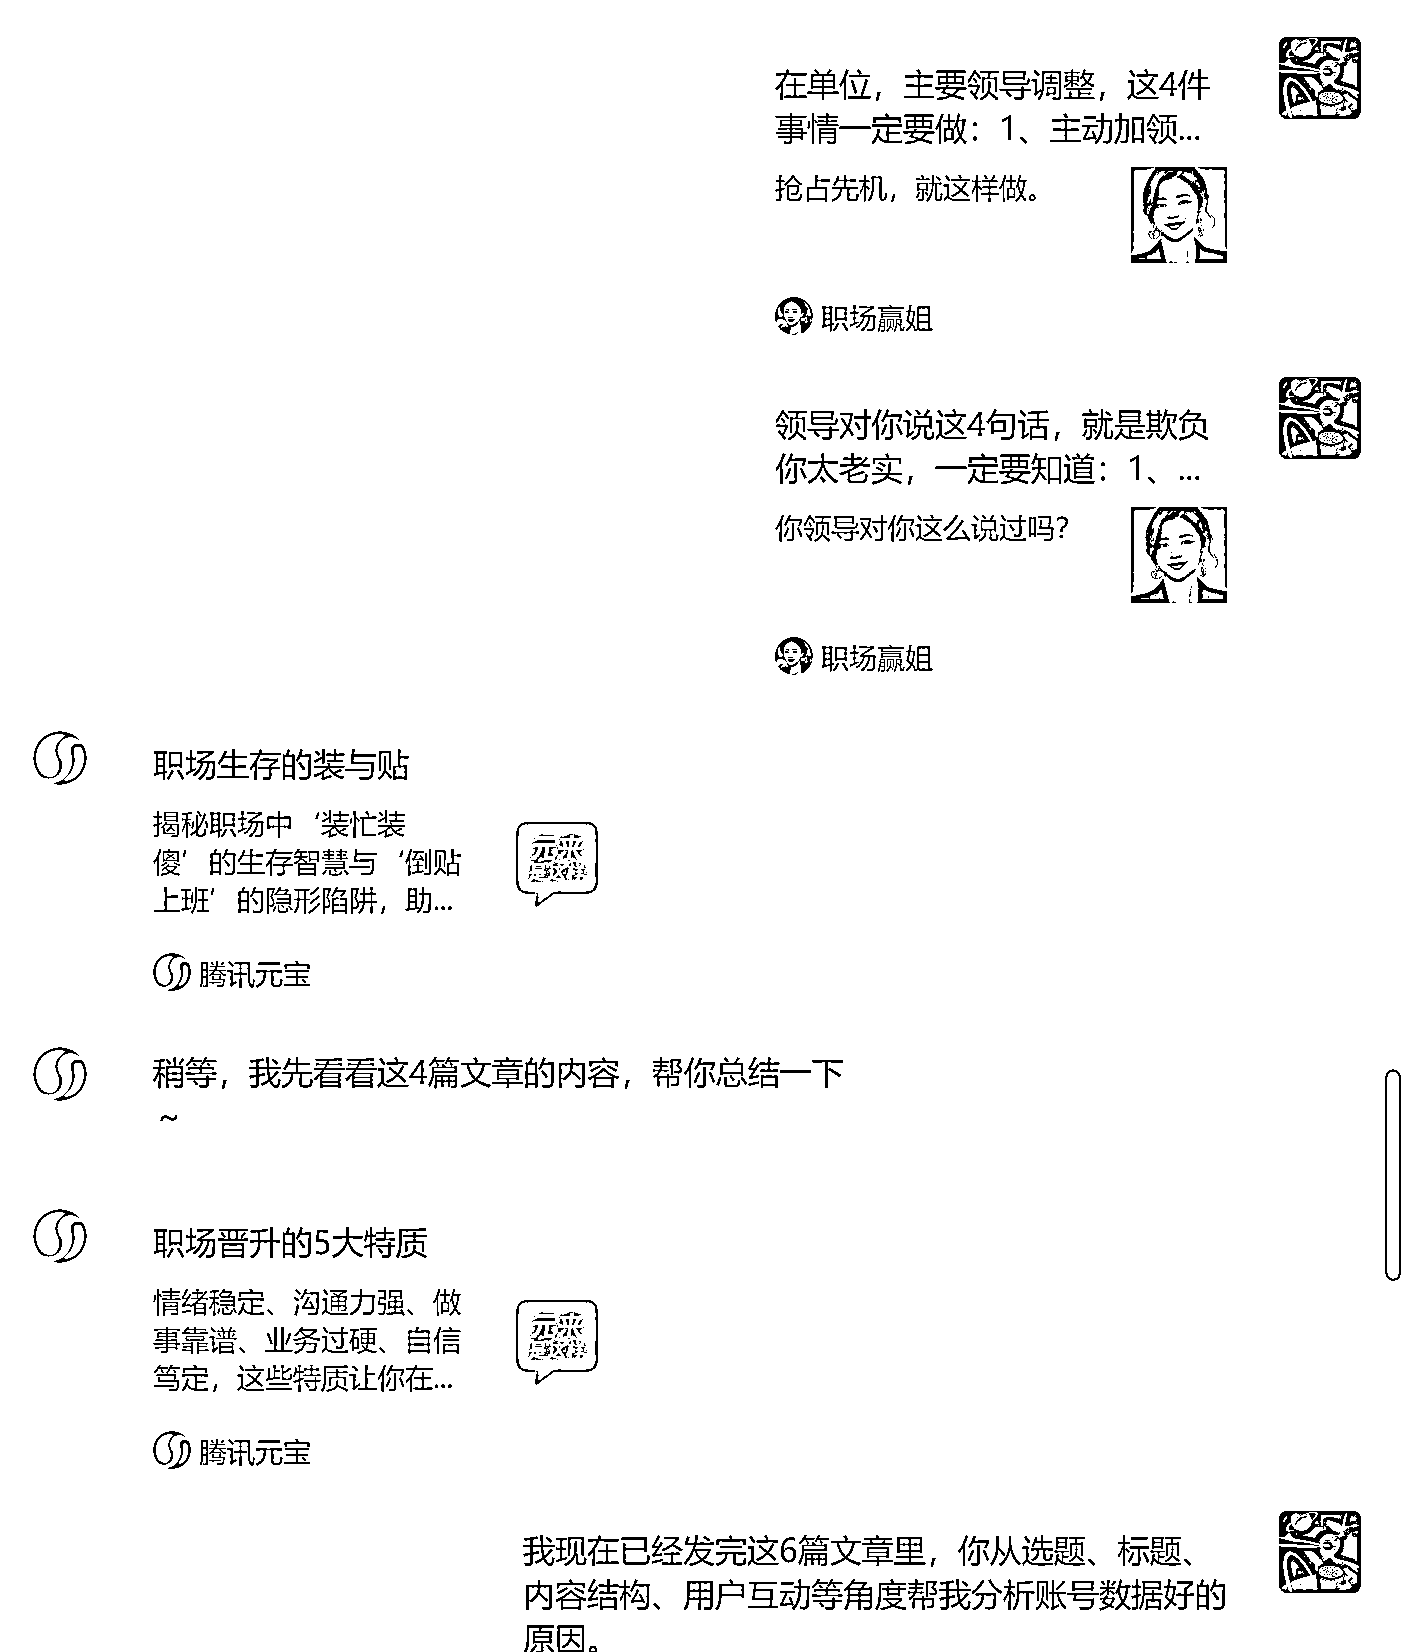 在单位，主要领导调整，这4件
事情一定要做：1、主动加领...
抢占先机，就这样做。
职场赢姐
领导对你说这4句话，就是欺负
你太老实，一定要知道：1、...
你领导对你这么说过吗？
职场赢姐
职场生存的装与贴
揭秘职场中‘装忙装
傻’的生存智慧与‘倒贴
上班’的隐形陷阱，助...
元来
是这样
腾讯元宝
稍等，我先看看这4篇文章的内容，帮你总结一下
~
职场晋升的5大特质
情绪稳定、沟通力强、做
事靠谱、业务过硬、自信
笃定，这些特质让你在...
元来
是这样
腾讯元宝
我现在已经发完这6篇文章里，你从选题、标题、
内容结构、用户互动等角度帮我分析账号数据好的
原因。